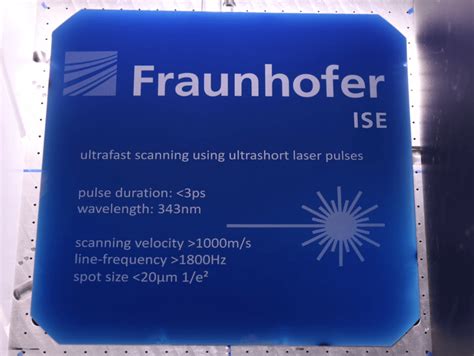 Fraunhofer
ISE
ultrafast scanning using ultrashort laser pulses
pulse duration: <3ps
wavelength: 343nm
scanning velocity >1000m/s
line-frequency >1800Hz
spot size <20µm 1/e²